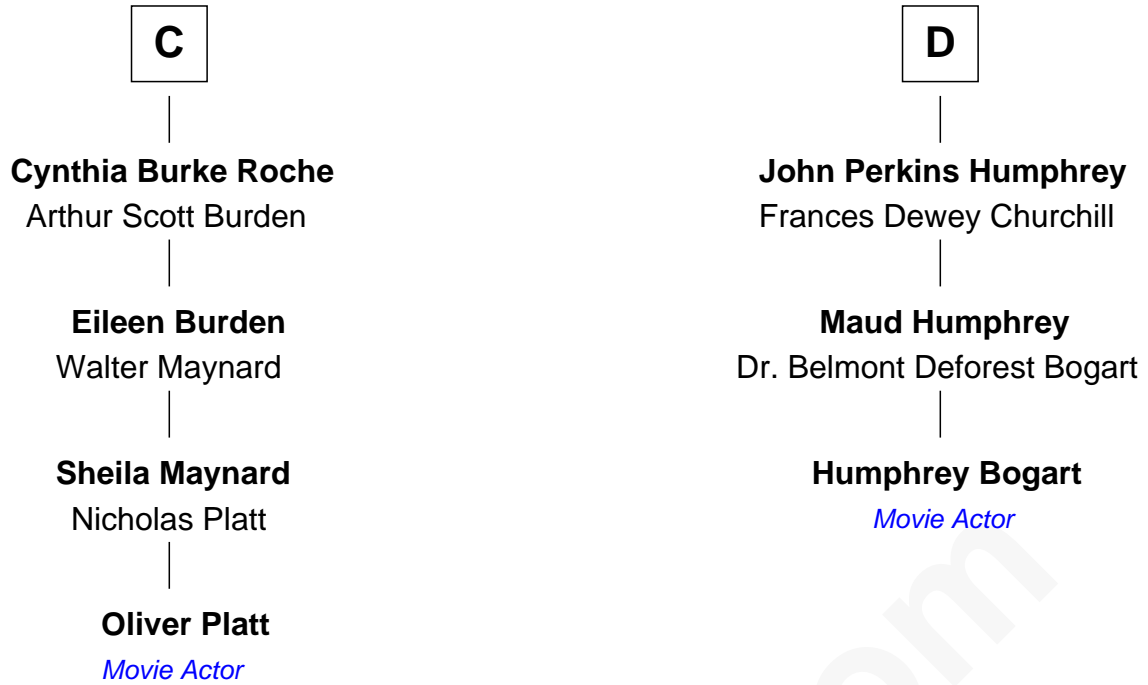 C
Cynthia Burke Roche
Arthur Scott Burden
Eileen Burden
Walter Maynard
Sheila Maynard
Nicholas Platt
Oliver Platt
Movie Actor
D
John Perkins Humphrey
Frances Dewey Churchill
Maud Humphrey
Dr. Belmont Deforest Bogart
Humphrey Bogart
Movie Actor